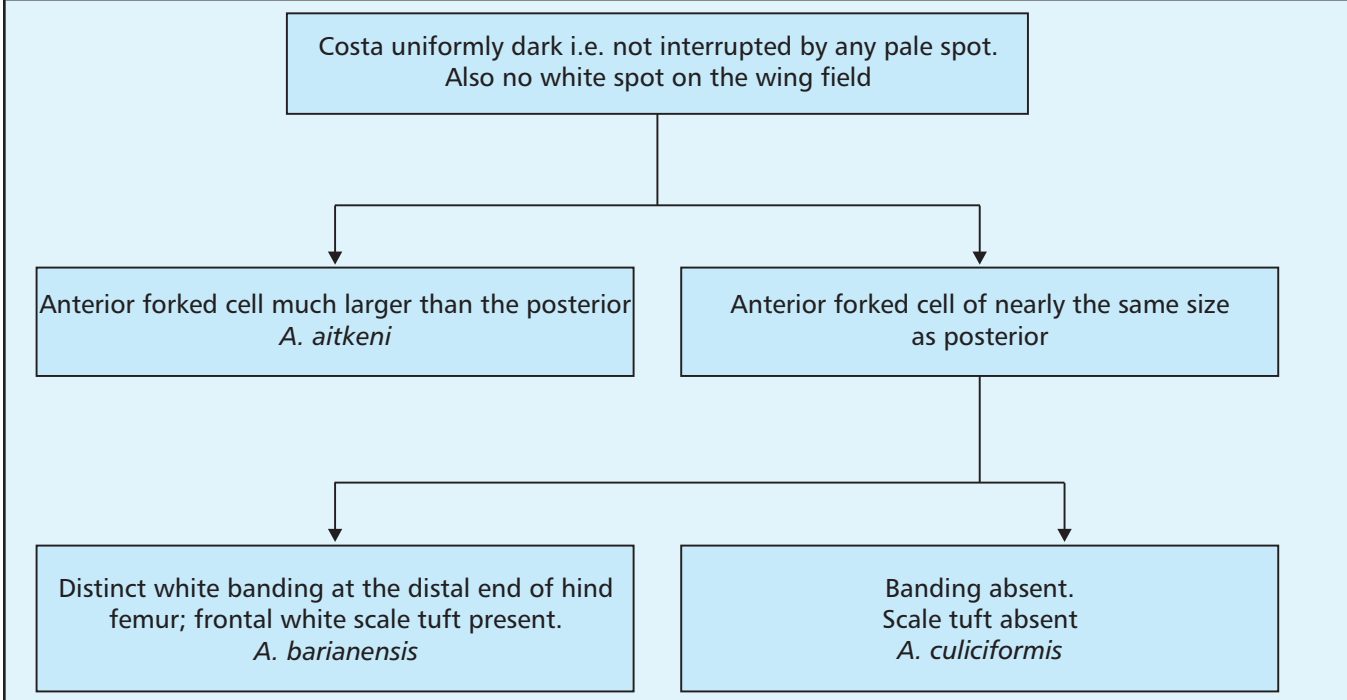 Costa uniformly dark i.e. not interrupted by any pale spot.
Also no white spot on the wing field
Anterior forked cell much larger than the posterior
A. aitkeni
Anterior forked cell of nearly the same size
as posterior
Distinct white banding at the distal end of hind
femur; frontal white scale tuft present.
A. barianensis
Banding absent.
Scale tuft absent
A. culiciformis